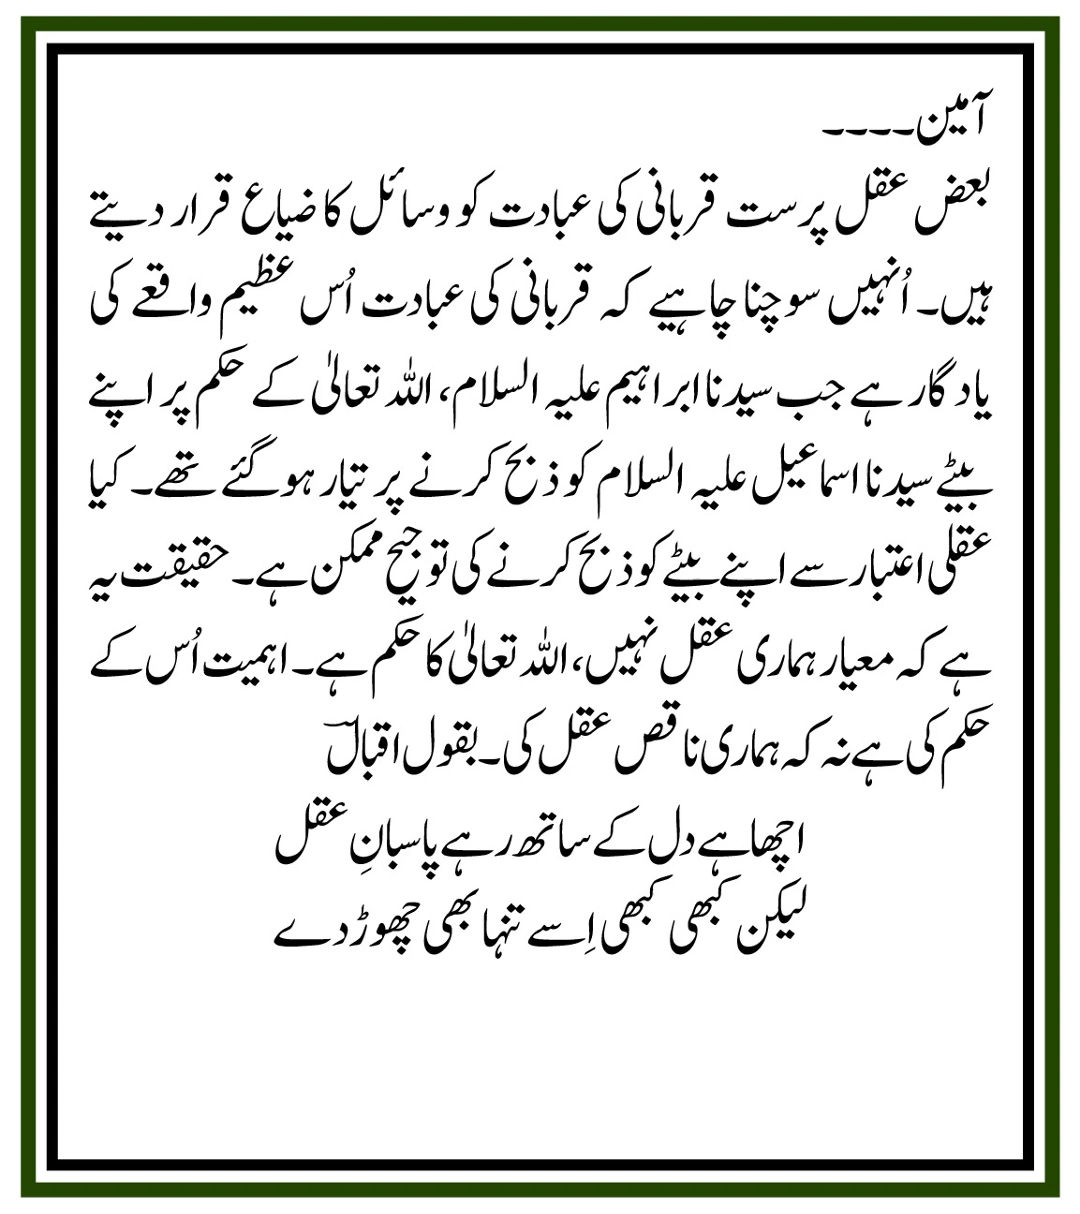 آمین۔۔۔۔
بعض عقل پرست قربانی کی عبادت کو وسائل کا ضیاع قرار دیتے
ہیں۔ اُنہیں سوچنا چاہیے کہ قربانی کی عبادت اُس عظیم واقعے کی
یادگار ہے جب سیدنا ابراہیم علیہ السلام، اللہ تعالیٰ کے حکم پر اپنے
بیٹے سیدنا اسماعیل علیہ السلام کو ذبح کرنے پر تیار ہوگئے تھے۔ کیا
عقلی اعتبار سے اپنے بیٹے کو ذبح کرنے کی توجیح ممکن ہے۔ حقیقت یہ
ہے کہ معیار ہماری عقل نہیں، اللہ تعالیٰ کا حکم ہے۔ اہمیت اُس کے
حکم کی ہے نہ کہ ہماری ناقص عقل کی۔ بقول اقبالؔ
اچھا ہے دل کے ساتھ رہے پاسبانِ عقل
لیکن کبھی کبھی اِسے تنہا بھی چھوڑ دے